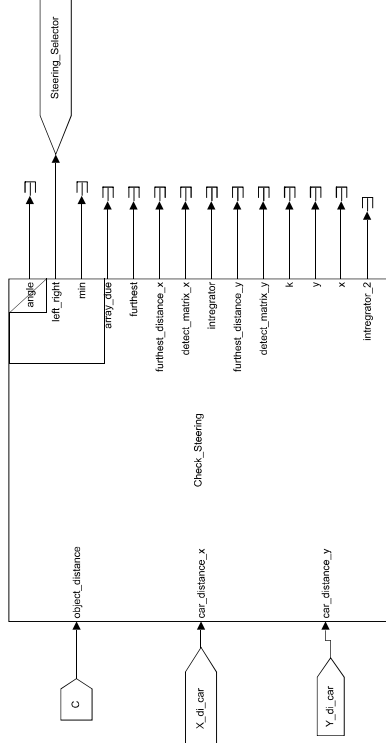 Steering_Selector
angle
left_right
min
array_due
furthest
furthest_distance_x
detect_matrix_x
intregrator
furthest_distance_y
detect_matrix_y
k
y
x
intregrator_2
Check_Steering
object_distance
car_distance_x
car_distance_y
C
X_di_car
Y_di_car